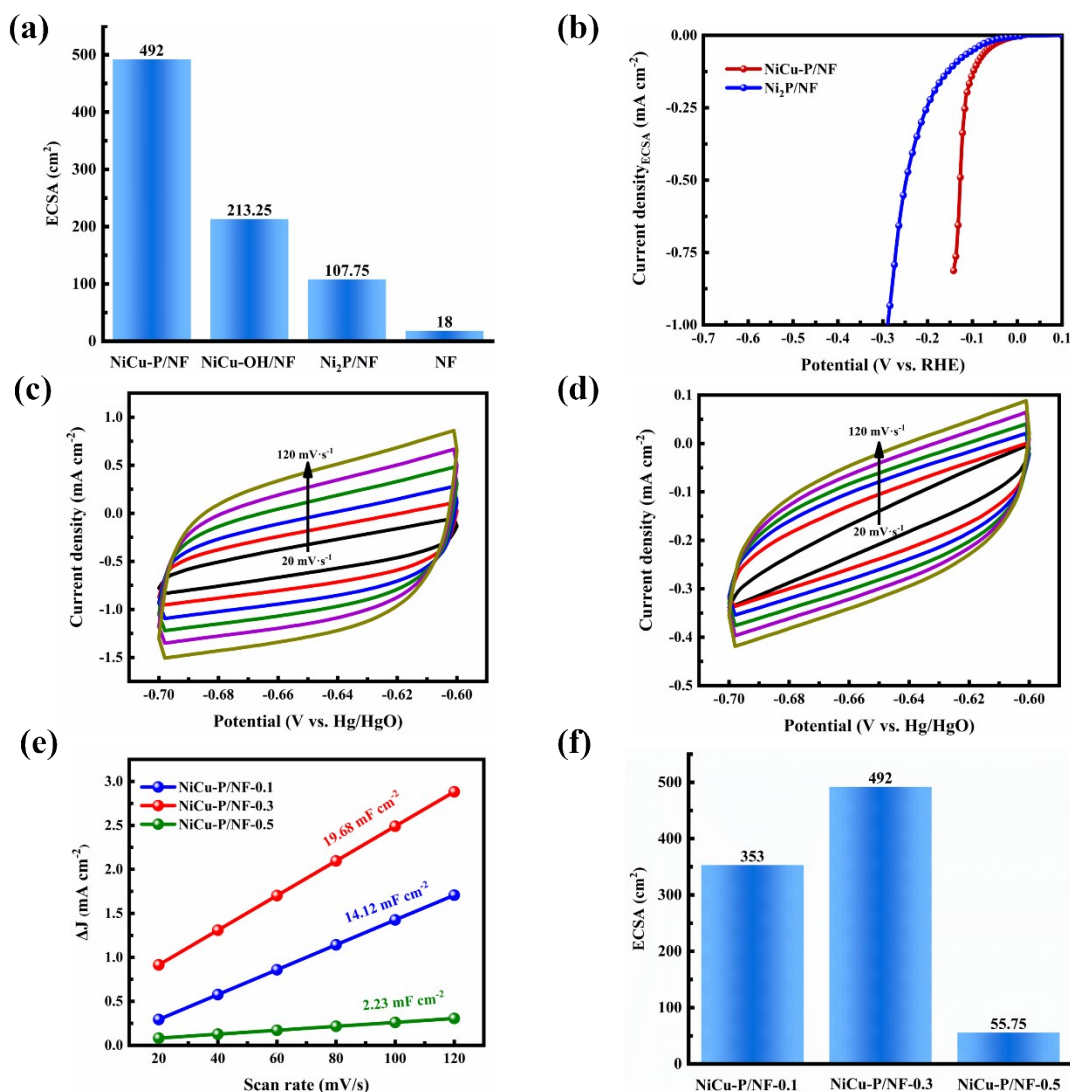 (a)
492
213.25
107.75
18
500
400
300
200
100
0
ECSA (cm²)
NiCu-P/NF NiCu-OH/NF Ni₂P/NF NF
(b)
NiCu-P/NF
Ni₂P/NF
0.00
-0.25
-0.50
-0.75
-1.00
Current density_ECSA (mA cm⁻²)
-0.7 -0.6 -0.5 -0.4 -0.3 -0.2 -0.1 0.0 0.1
Potential (V vs. RHE)
(c)
120 mV·s⁻¹
20 mV·s⁻¹
1.0
0.5
0.0
-0.5
-1.0
-1.5
Current density (mA cm⁻²)
-0.70 -0.68 -0.66 -0.64 -0.62 -0.60
Potential (V vs. Hg/HgO)
(d)
120 mV·s⁻¹
20 mV·s⁻¹
0.1
0.0
-0.1
-0.2
-0.3
-0.4
-0.5
Current density (mA cm⁻²)
-0.70 -0.68 -0.66 -0.64 -0.62 -0.60
Potential (V vs. Hg/HgO)
(e)
NiCu-P/NF-0.1
NiCu-P/NF-0.3
NiCu-P/NF-0.5
19.68 mF cm⁻²
14.12 mF cm⁻²
2.23 mF cm⁻²
3.0
2.5
2.0
1.5
1.0
0.5
0.0
ΔJ (mA cm⁻²)
20 40 60 80 100 120
Scan rate (mV/s)
(f)
353
492
55.75
500
400
300
200
100
0
ECSA (cm²)
NiCu-P/NF-0.1 NiCu-P/NF-0.3 NiCu-P/NF-0.5